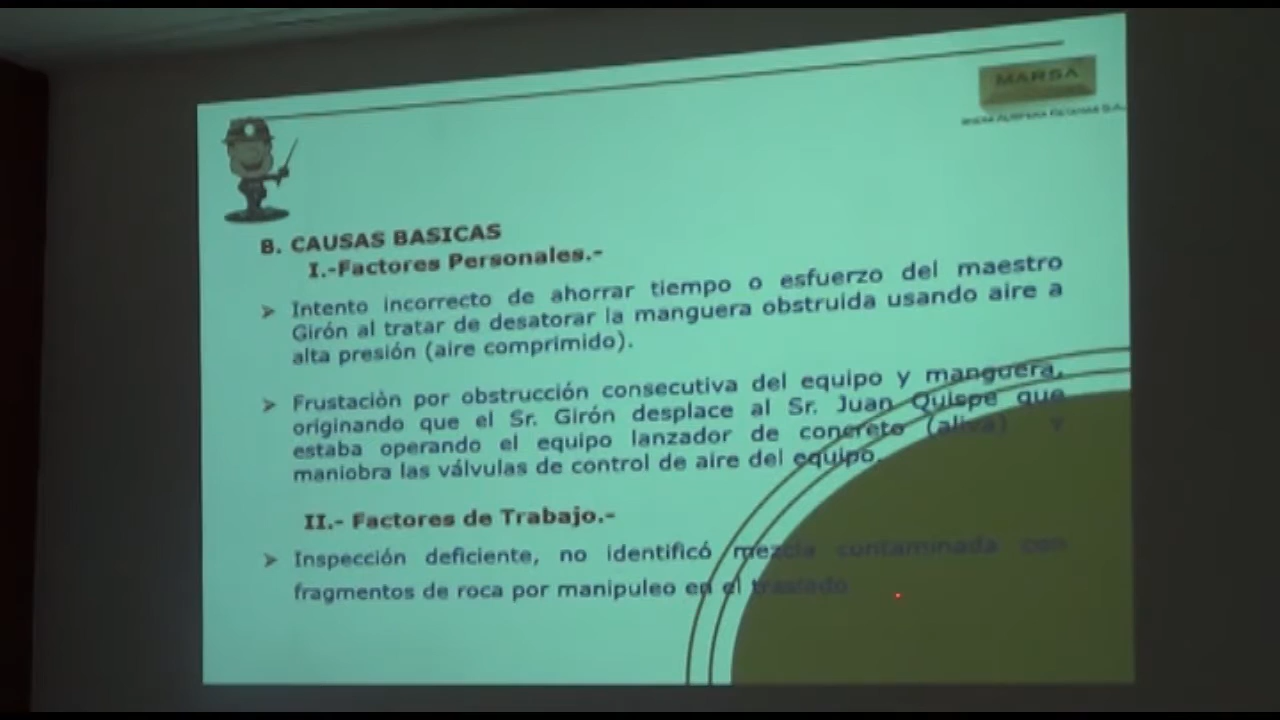 MARSA
B. CAUSAS BASICAS
I.-Factores Personales.-
➢ Intento incorrecto de ahorrar tiempo o esfuerzo del maestro
Girón al tratar de desatorar la manguera obstruida usando aire a
alta presión (aire comprimido).
➢ Frustaciòn por obstrucción consecutiva del equipo y manguera,
originando que el Sr. Girón desplace al Sr. Juan Quispe que
estaba operando el equipo lanzador de concreto (aliva) y
maniobra las válvulas de control de aire del equipo.
II.- Factores de Trabajo.-
➢ Inspección deficiente, no identificó mezcla contaminada con
fragmentos de roca por manipuleo en el traslado